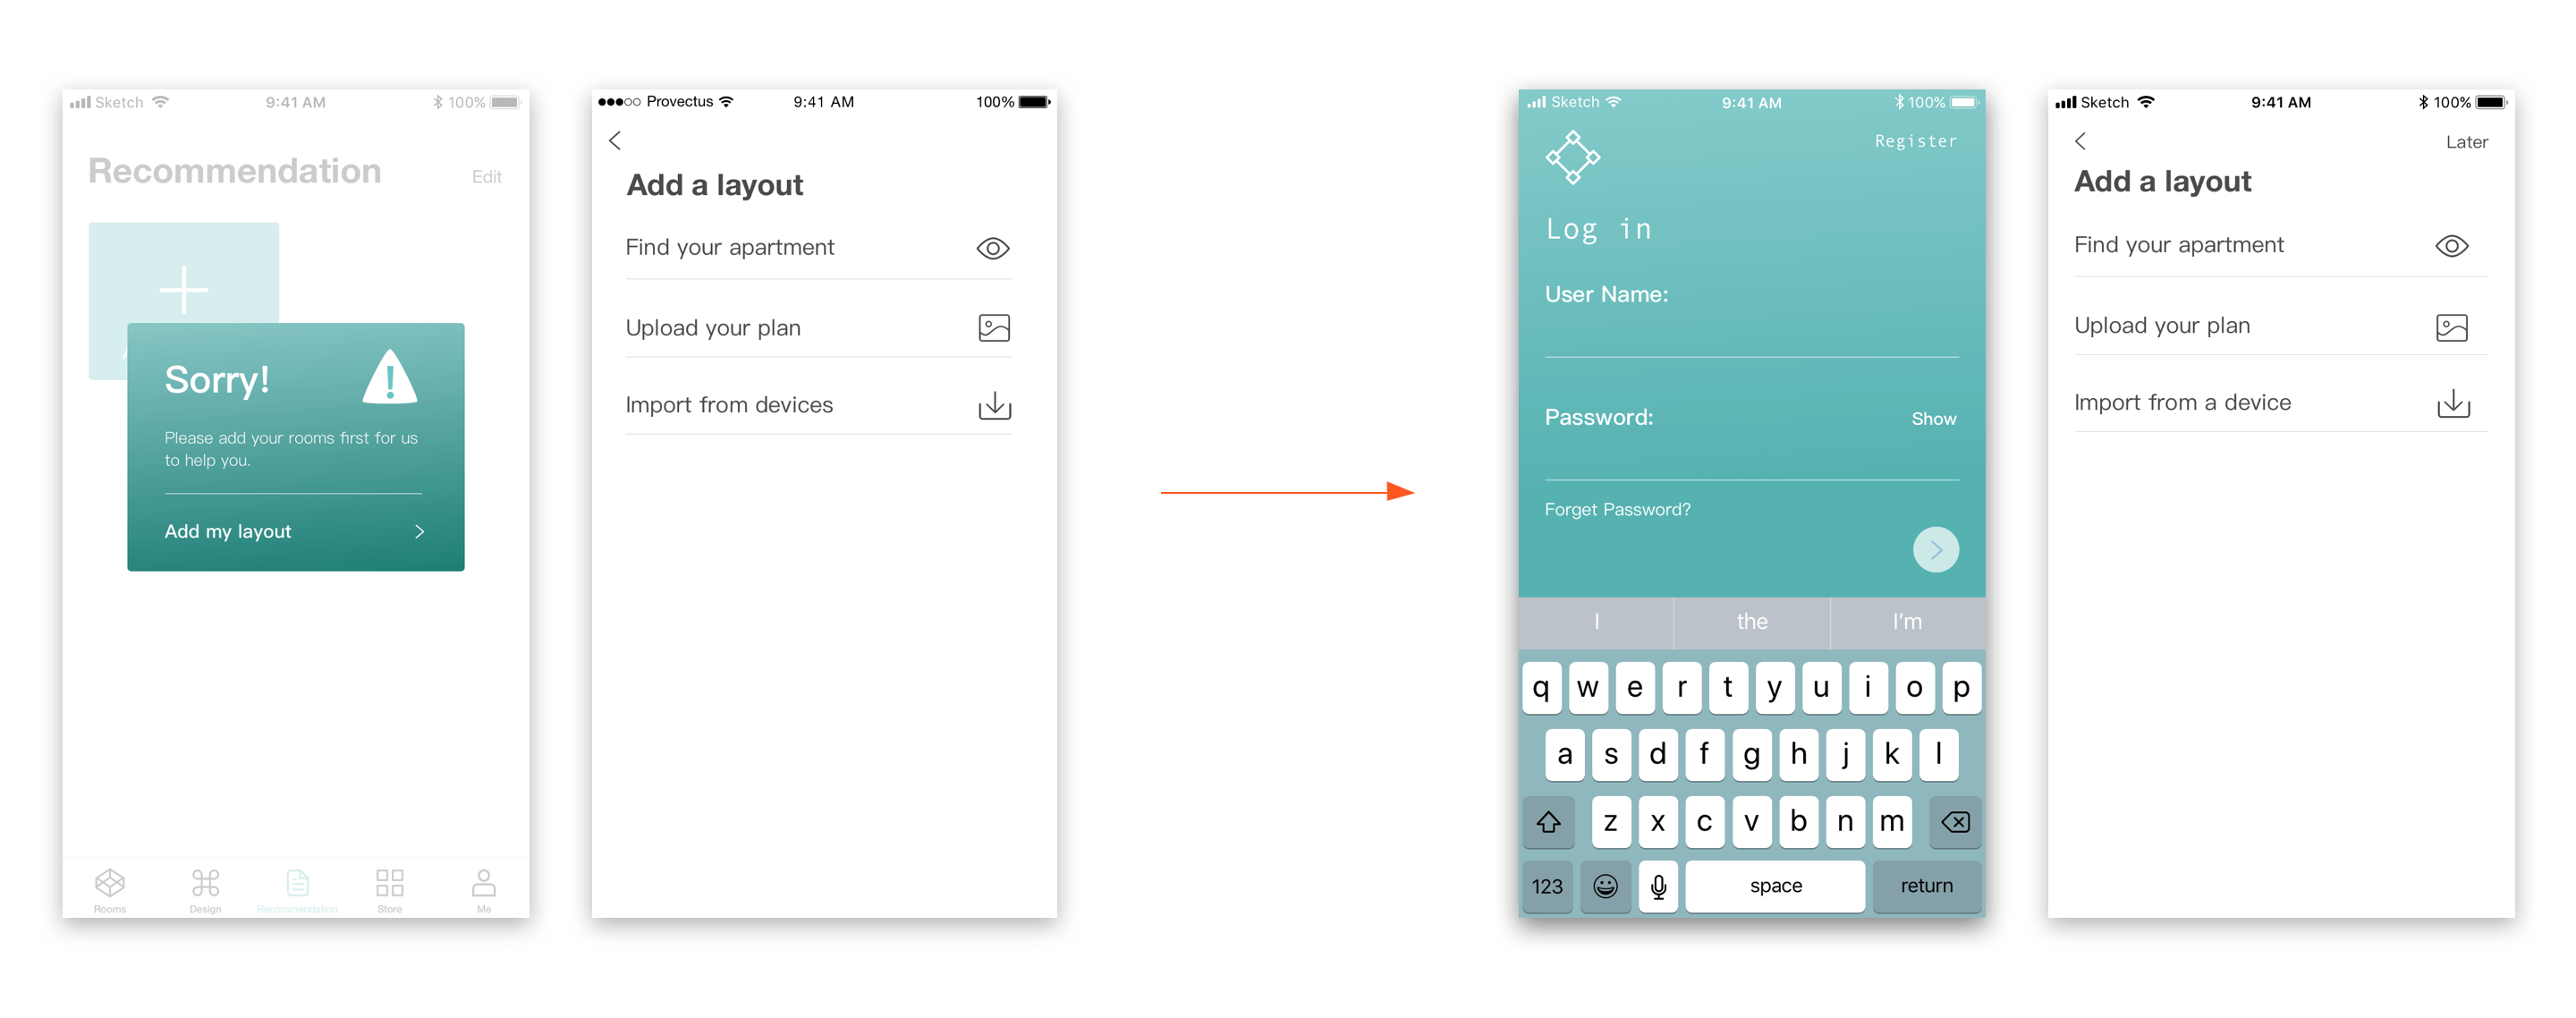 Sketch 9:41 AM 100%
Recommendation Edit
Sorry!
Please add your rooms first for us
to help you.
Add my layout
Rooms Design Recommendation Store Me
Provectus 9:41 AM 100%
Add a layout
Find your apartment
Upload your plan
Import from devices
Sketch 9:41 AM 100%
Register
Log in
User Name:
Password: Show
Forget Password?
I the I'm
q w e r t y u i o p
a s d f g h j k l
z x c v b n m
123 space return
Sketch 9:41 AM 100%
Later
Add a layout
Find your apartment
Upload your plan
Import from a device